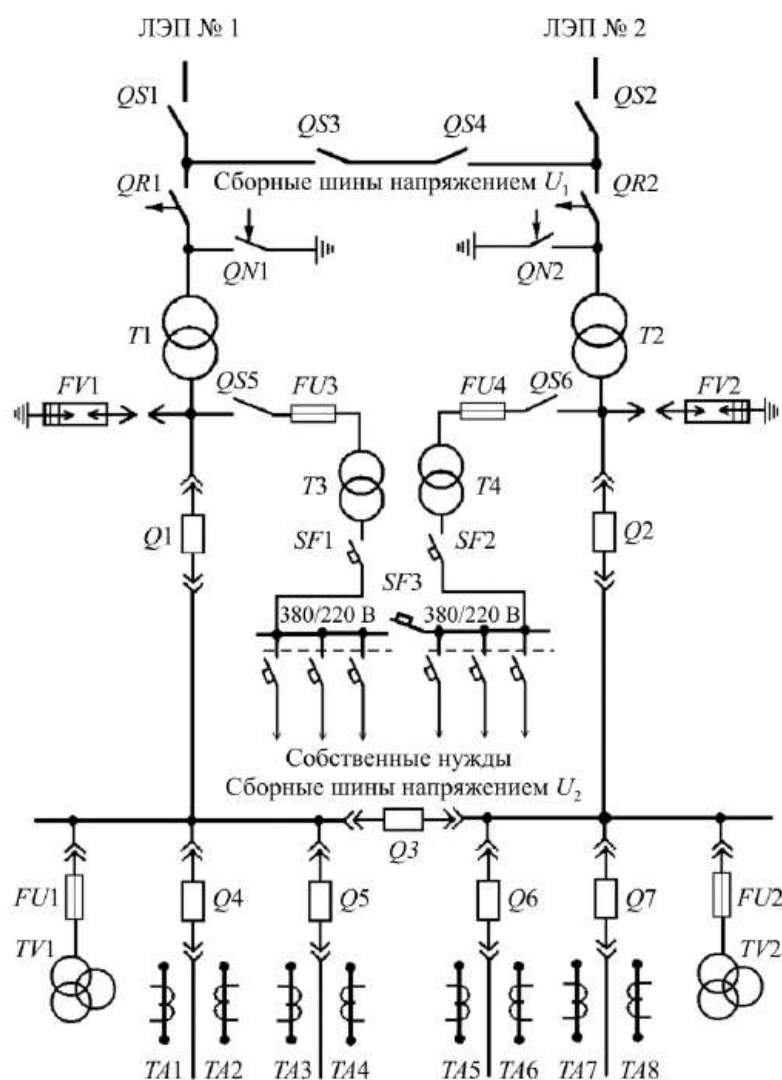 ЛЭП № 1 ЛЭП № 2
QS1 QS2
QS3 QS4
QR1 Сборные шины напряжением U₁ QR2
QN1 QN2
T1 T2
FV1 QS5 FU3 FU4 QS6 FV2
T3 T4
Q1 SF1 SF2 Q2
SF3
380/220 В 380/220 В
Собственные нужды
Сборные шины напряжением U₂
Q3
FU1 Q4 Q5 Q6 Q7 FU2
TV1 TV2
TA1 TA2 TA3 TA4 TA5 TA6 TA7 TA8